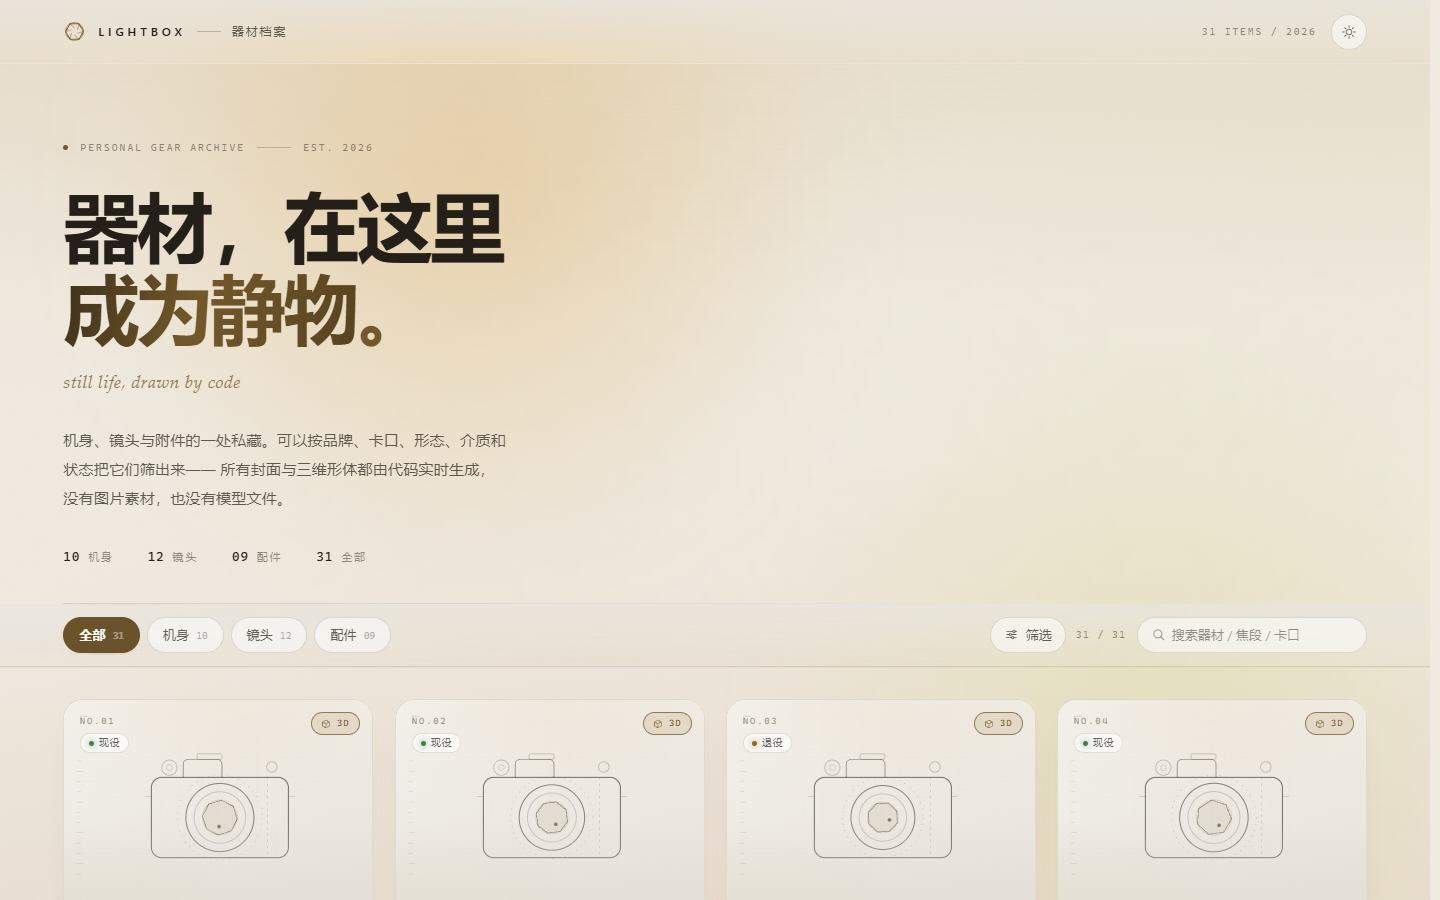 LIGHTBOX 器材档案
31 ITEMS / 2026
PERSONAL GEAR ARCHIVE EST. 2026
器材，在这里
成为静物。
still life, drawn by code
机身、镜头与附件的一处私藏。可以按品牌、卡口、形态、介质和
状态把它们筛出来—— 所有封面与三维形体都由代码实时生成，
没有图片素材，也没有模型文件。
10 机身 12 镜头 09 配件 31 全部
全部 31 机身 10 镜头 12 配件 09
筛选 31 / 31 搜索器材 / 焦段 / 卡口
NO.01 3D
现役
NO.02 3D
现役
NO.03 3D
退役
NO.04 3D
现役